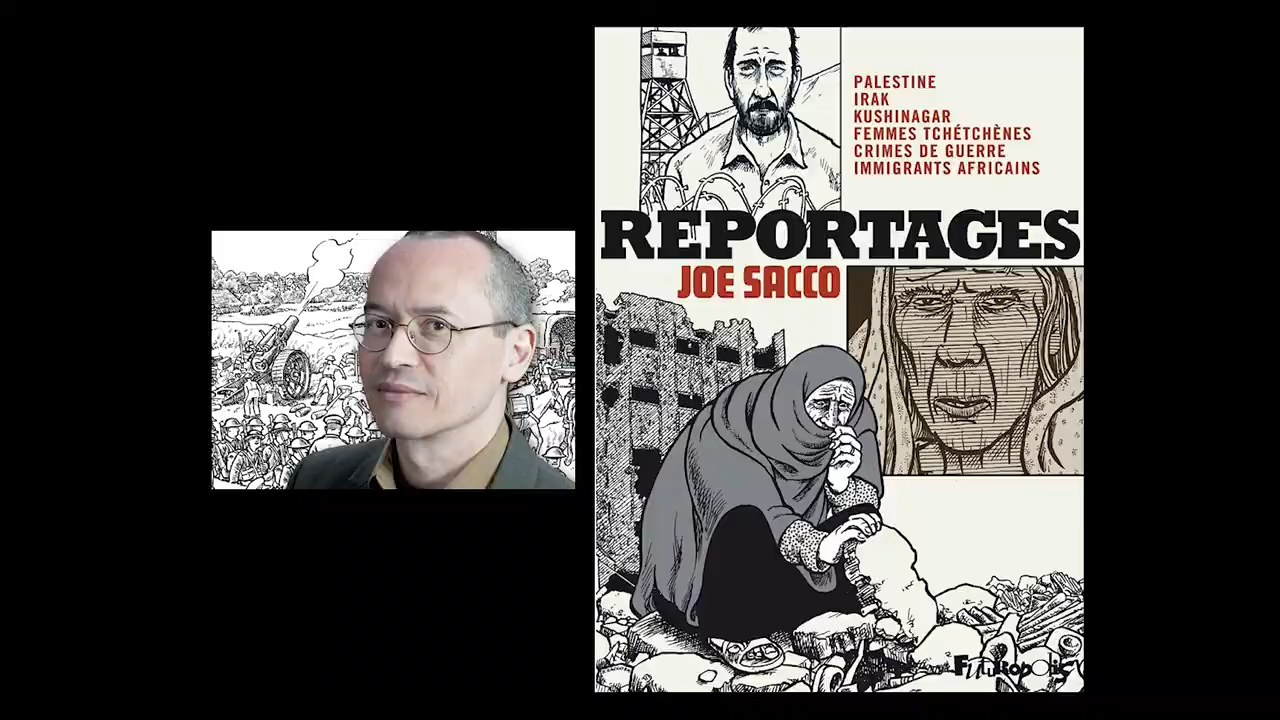 PALESTINE
IRAK
KUSHINAGAR
FEMMES TCHÉTCHÈNES
CRIMES DE GUERRE
IMMIGRANTS AFRICAINS
REPORTAGES
JOE SACCO
Futuropolis